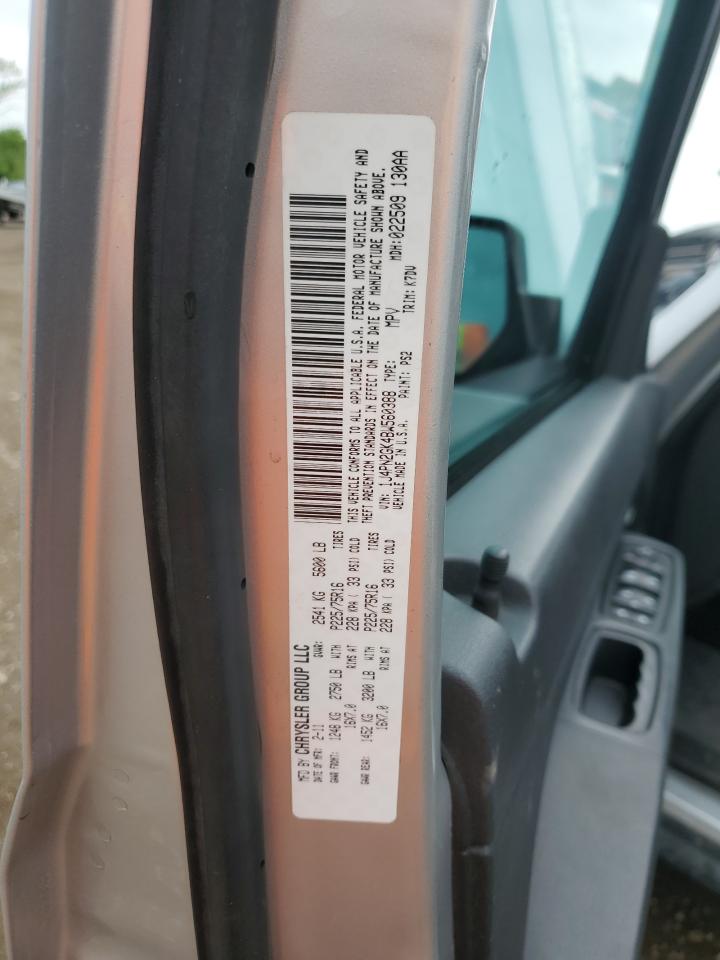 MFD BY CHRYSLER GROUP LLC
DATE OF MFR: 2-11 GVWR: 2541 KG 5600 LB
GAWR FRONT: 1248 KG 2750 LB WITH P225/75R16 TIRES
16X7.0 RIMS AT 228 KPA ( 33 PSI) COLD
GAWR REAR: 1452 KG 3200 LB WITH P225/75R16 TIRES
16X7.0 RIMS AT 228 KPA ( 33 PSI) COLD
THIS VEHICLE CONFORMS TO ALL APPLICABLE U.S.A. FEDERAL MOTOR VEHICLE SAFETY AND
THEFT PREVENTION STANDARDS IN EFFECT ON THE DATE OF MANUFACTURE SHOWN ABOVE.
VIN: 1J4PN2GK4BW560388 TYPE: MPV MDH: 022509 130AA
VEHICLE MADE IN U.S.A. PAINT: PS2 TRIM: K7DV